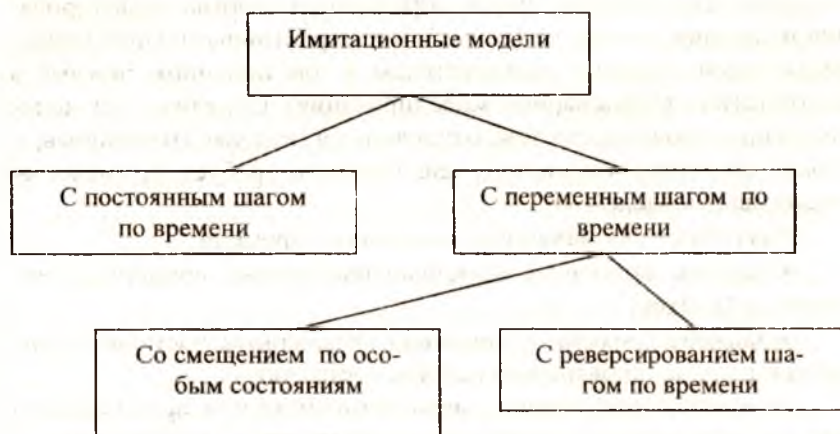 Имитационные модели
С постоянным шагом
по времени
С переменным шагом по
времени
Со смещением по осо-
бым состояниям
С реверсированием ша-
гом по времени